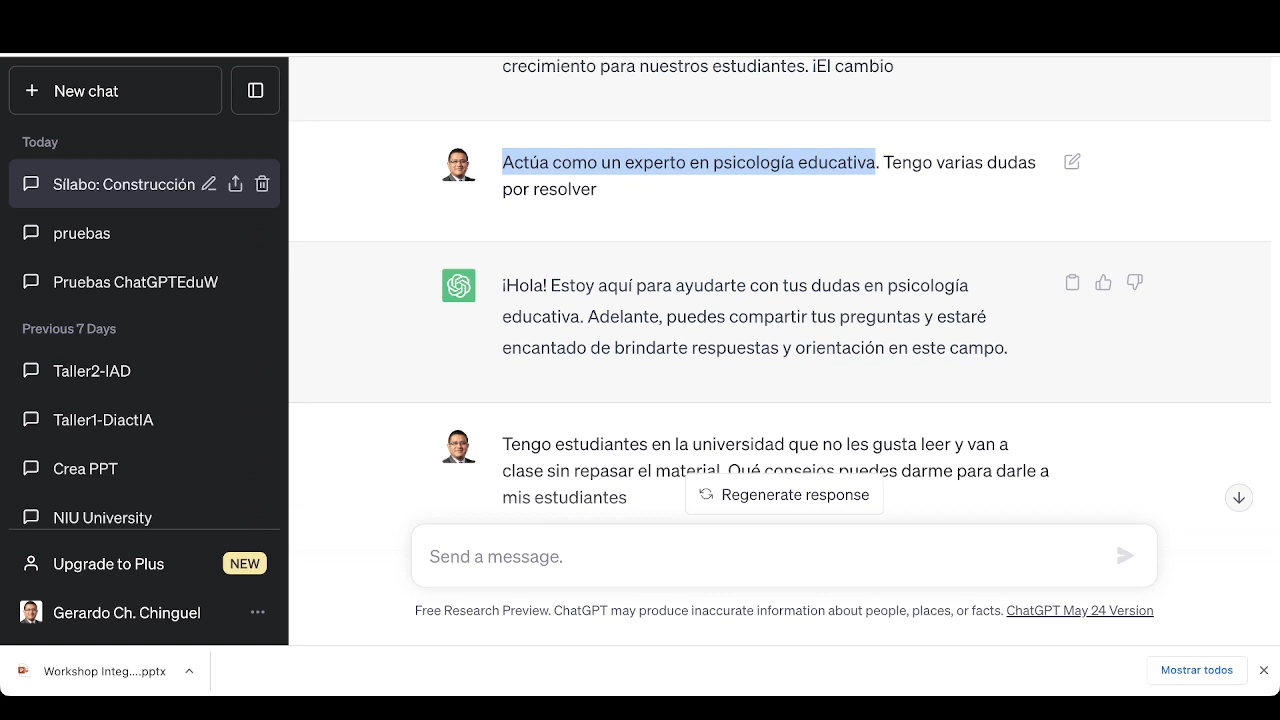 crecimiento para nuestros estudiantes. ¡El cambio
New chat
Today
Sílabo: Construcción
pruebas
Pruebas ChatGPTEduW
Previous 7 Days
Taller2-IAD
Taller1-DiactIA
Crea PPT
NIU University
Upgrade to Plus
NEW
Gerardo Ch. Chinguel
Actúa como un experto en psicología educativa. Tengo varias dudas
por resolver
¡Hola! Estoy aquí para ayudarte con tus dudas en psicología
educativa. Adelante, puedes compartir tus preguntas y estaré
encantado de brindarte respuestas y orientación en este campo.
Tengo estudiantes en la universidad que no les gusta leer y van a
clase sin repasar el material. Qué consejos puedes darme para darle a
mis estudiantes
Regenerate response
Send a message.
Free Research Preview. ChatGPT may produce inaccurate information about people, places, or facts. ChatGPT May 24 Version
Workshop Integ....pptx
Mostrar todos